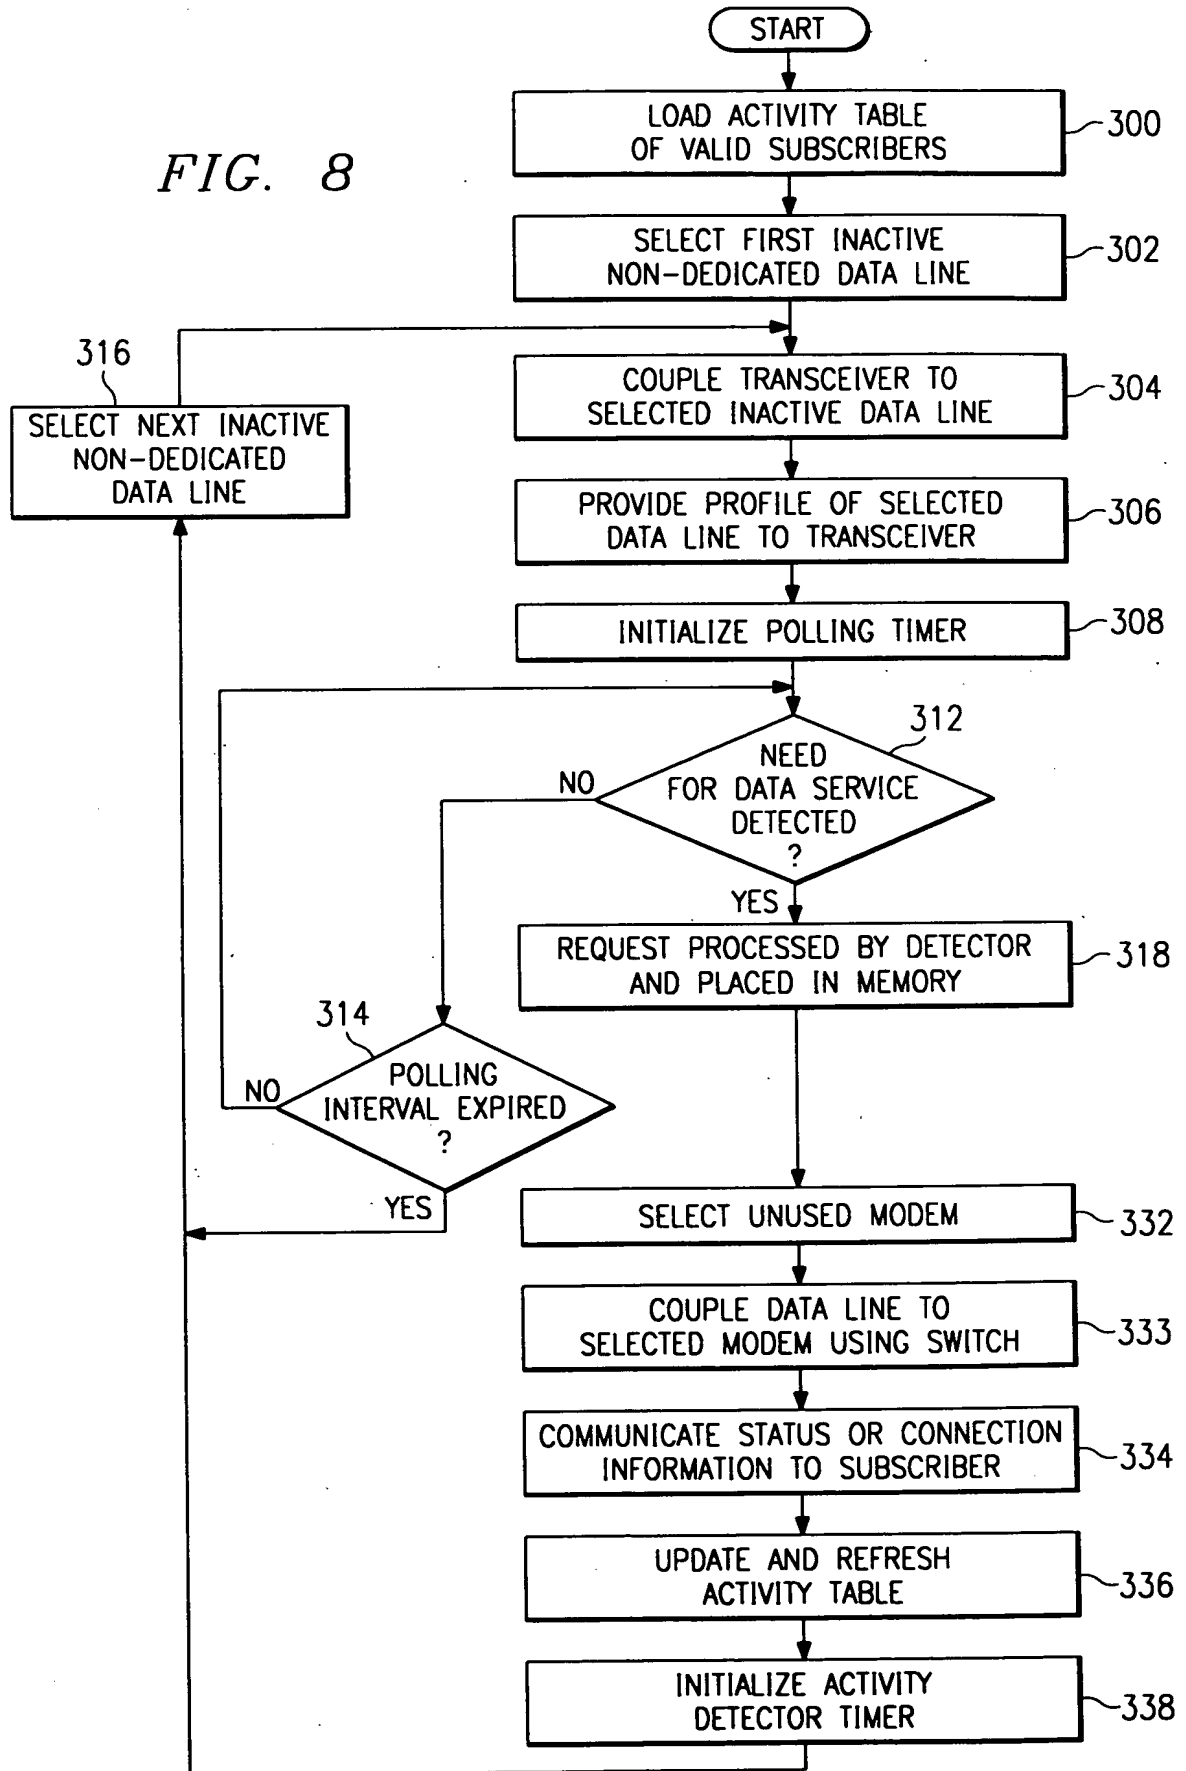 START
LOAD ACTIVITY TABLE
OF VALID SUBSCRIBERS
300
FIG. 8
SELECT FIRST INACTIVE
NON-DEDICATED DATA LINE
302
316
SELECT NEXT INACTIVE
NON-DEDICATED
DATA LINE
COUPLE TRANSCEIVER TO
SELECTED INACTIVE DATA LINE
304
PROVIDE PROFILE OF SELECTED
DATA LINE TO TRANSCEIVER
306
INITIALIZE POLLING TIMER
308
312
NEED
FOR DATA SERVICE
DETECTED
?
NO
YES
REQUEST PROCESSED BY DETECTOR
AND PLACED IN MEMORY
318
314
POLLING
INTERVAL EXPIRED
?
NO
YES
SELECT UNUSED MODEM
332
COUPLE DATA LINE TO
SELECTED MODEM USING SWITCH
333
COMMUNICATE STATUS OR CONNECTION
INFORMATION TO SUBSCRIBER
334
UPDATE AND REFRESH
ACTIVITY TABLE
336
INITIALIZE ACTIVITY
DETECTOR TIMER
338